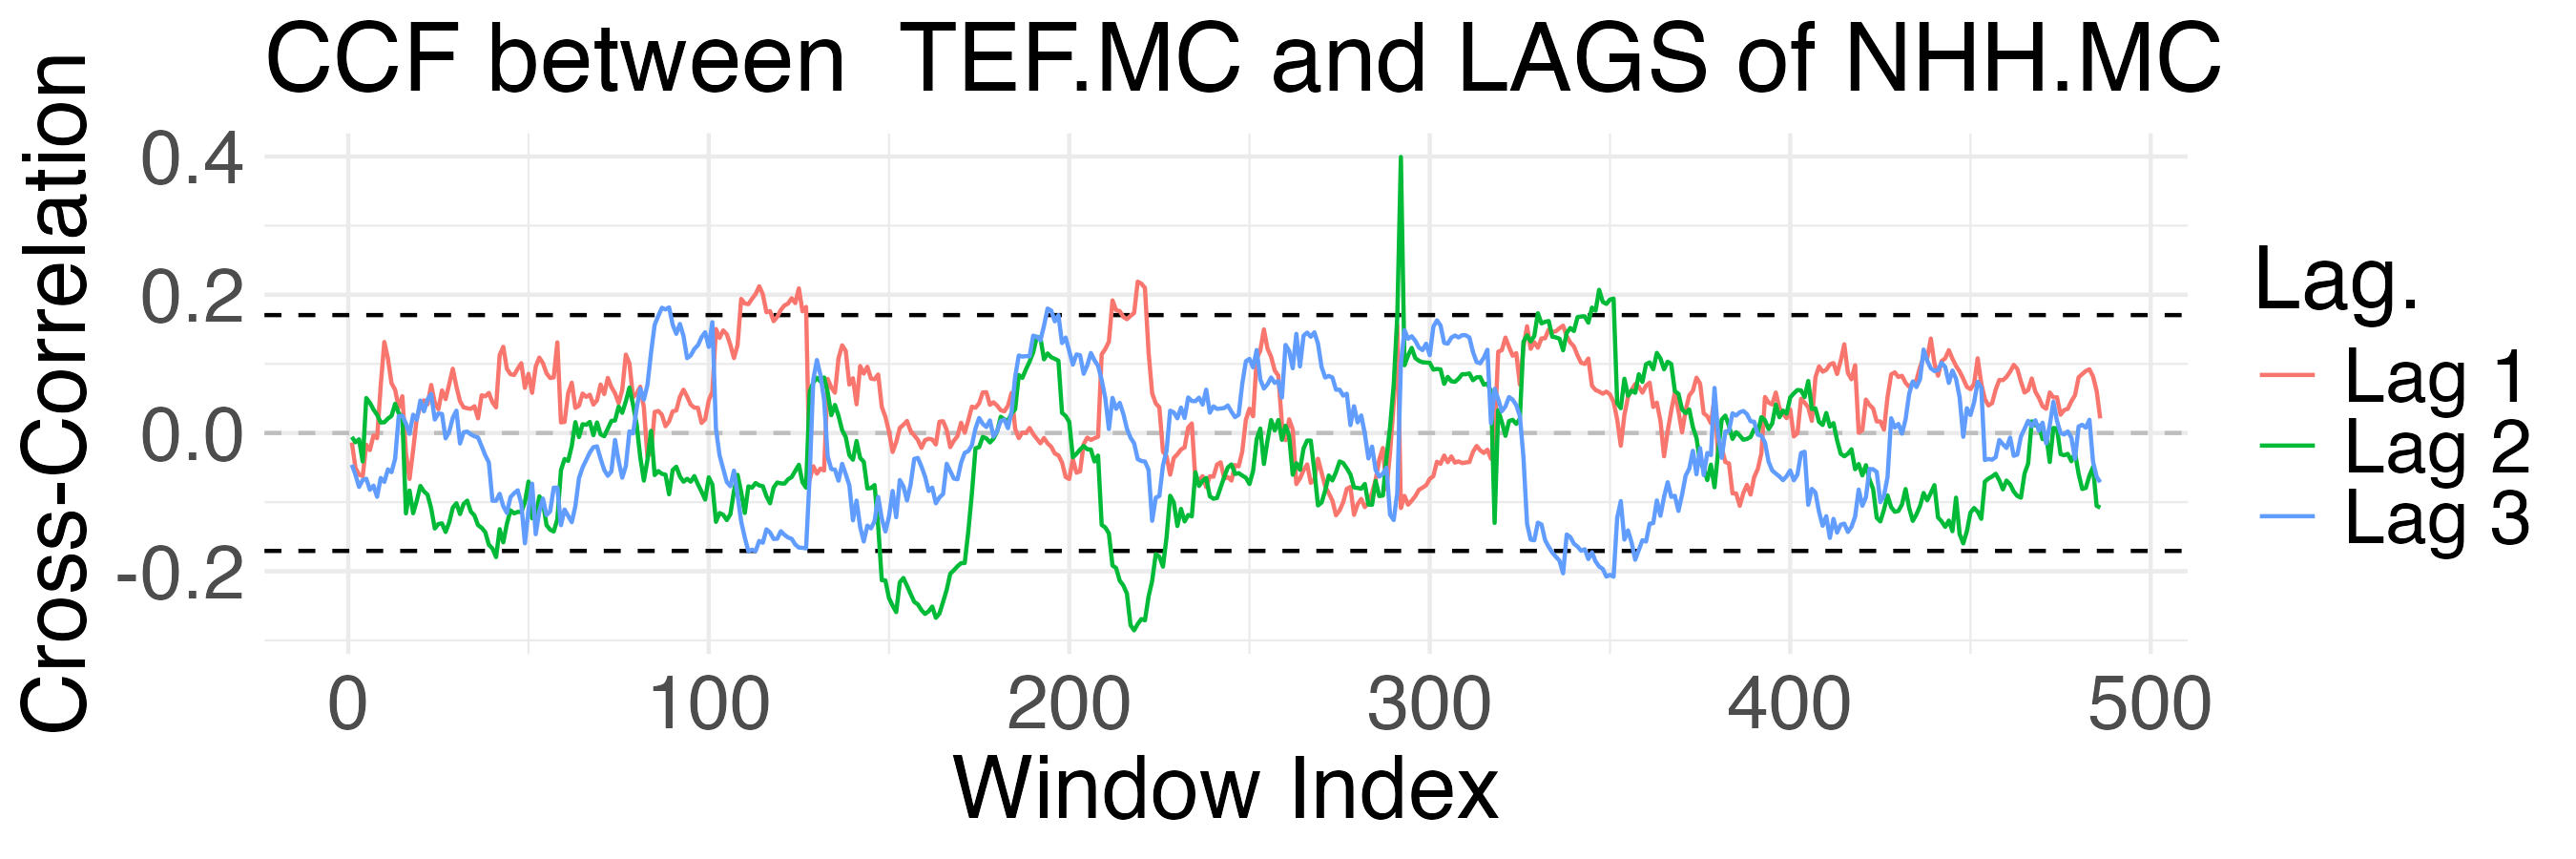 CCF between  TEF.MC and LAGS of NHH.MC
Cross-Correlation
0.4
0.2
0.0
-0.2
0 100 200 300 400 500
Window Index
Lag.
Lag 1
Lag 2
Lag 3